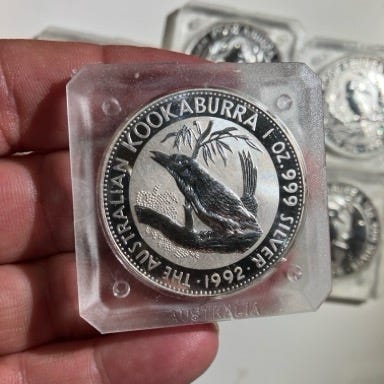 THE AUSTRALIAN KOOKABURRA 1 OZ 999 SILVER
· 1992 ·
AUSTRALIA